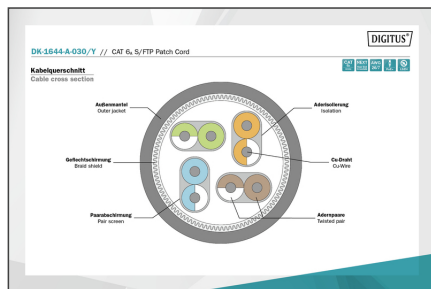 DIGITUS®
DK-1644-A-030/Y // CAT 6A S/FTP Patch Cord
Kabelquerschnitt
Cable cross section
Außenmantel
Outer jacket
Aderisolierung
Isolation
Geflechtschirmung
Braid shield
Cu-Draht
Cu-Wire
Paarabschirmung
Pair screen
Adernpaare
Twisted pair